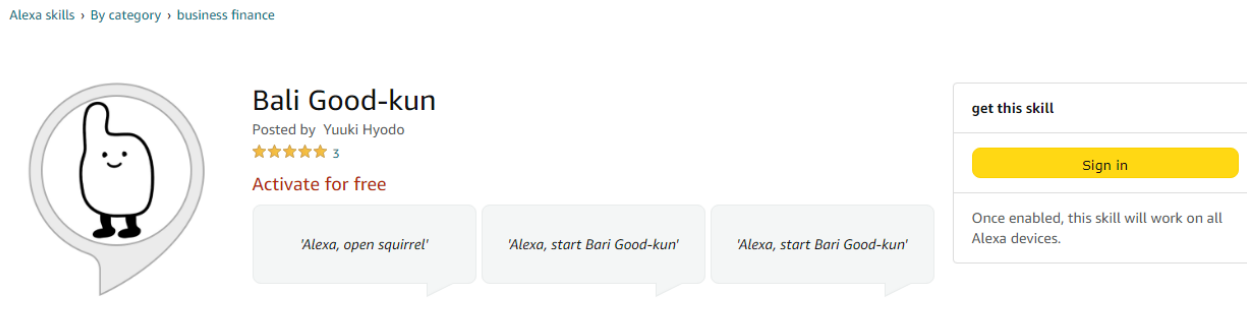 Alexa skills › By category › business finance
Bali Good-kun
Posted by Yuuki Hyodo
3
Activate for free
'Alexa, open squirrel'
'Alexa, start Bari Good-kun'
'Alexa, start Bari Good-kun'
get this skill
Sign in
Once enabled, this skill will work on all
Alexa devices.